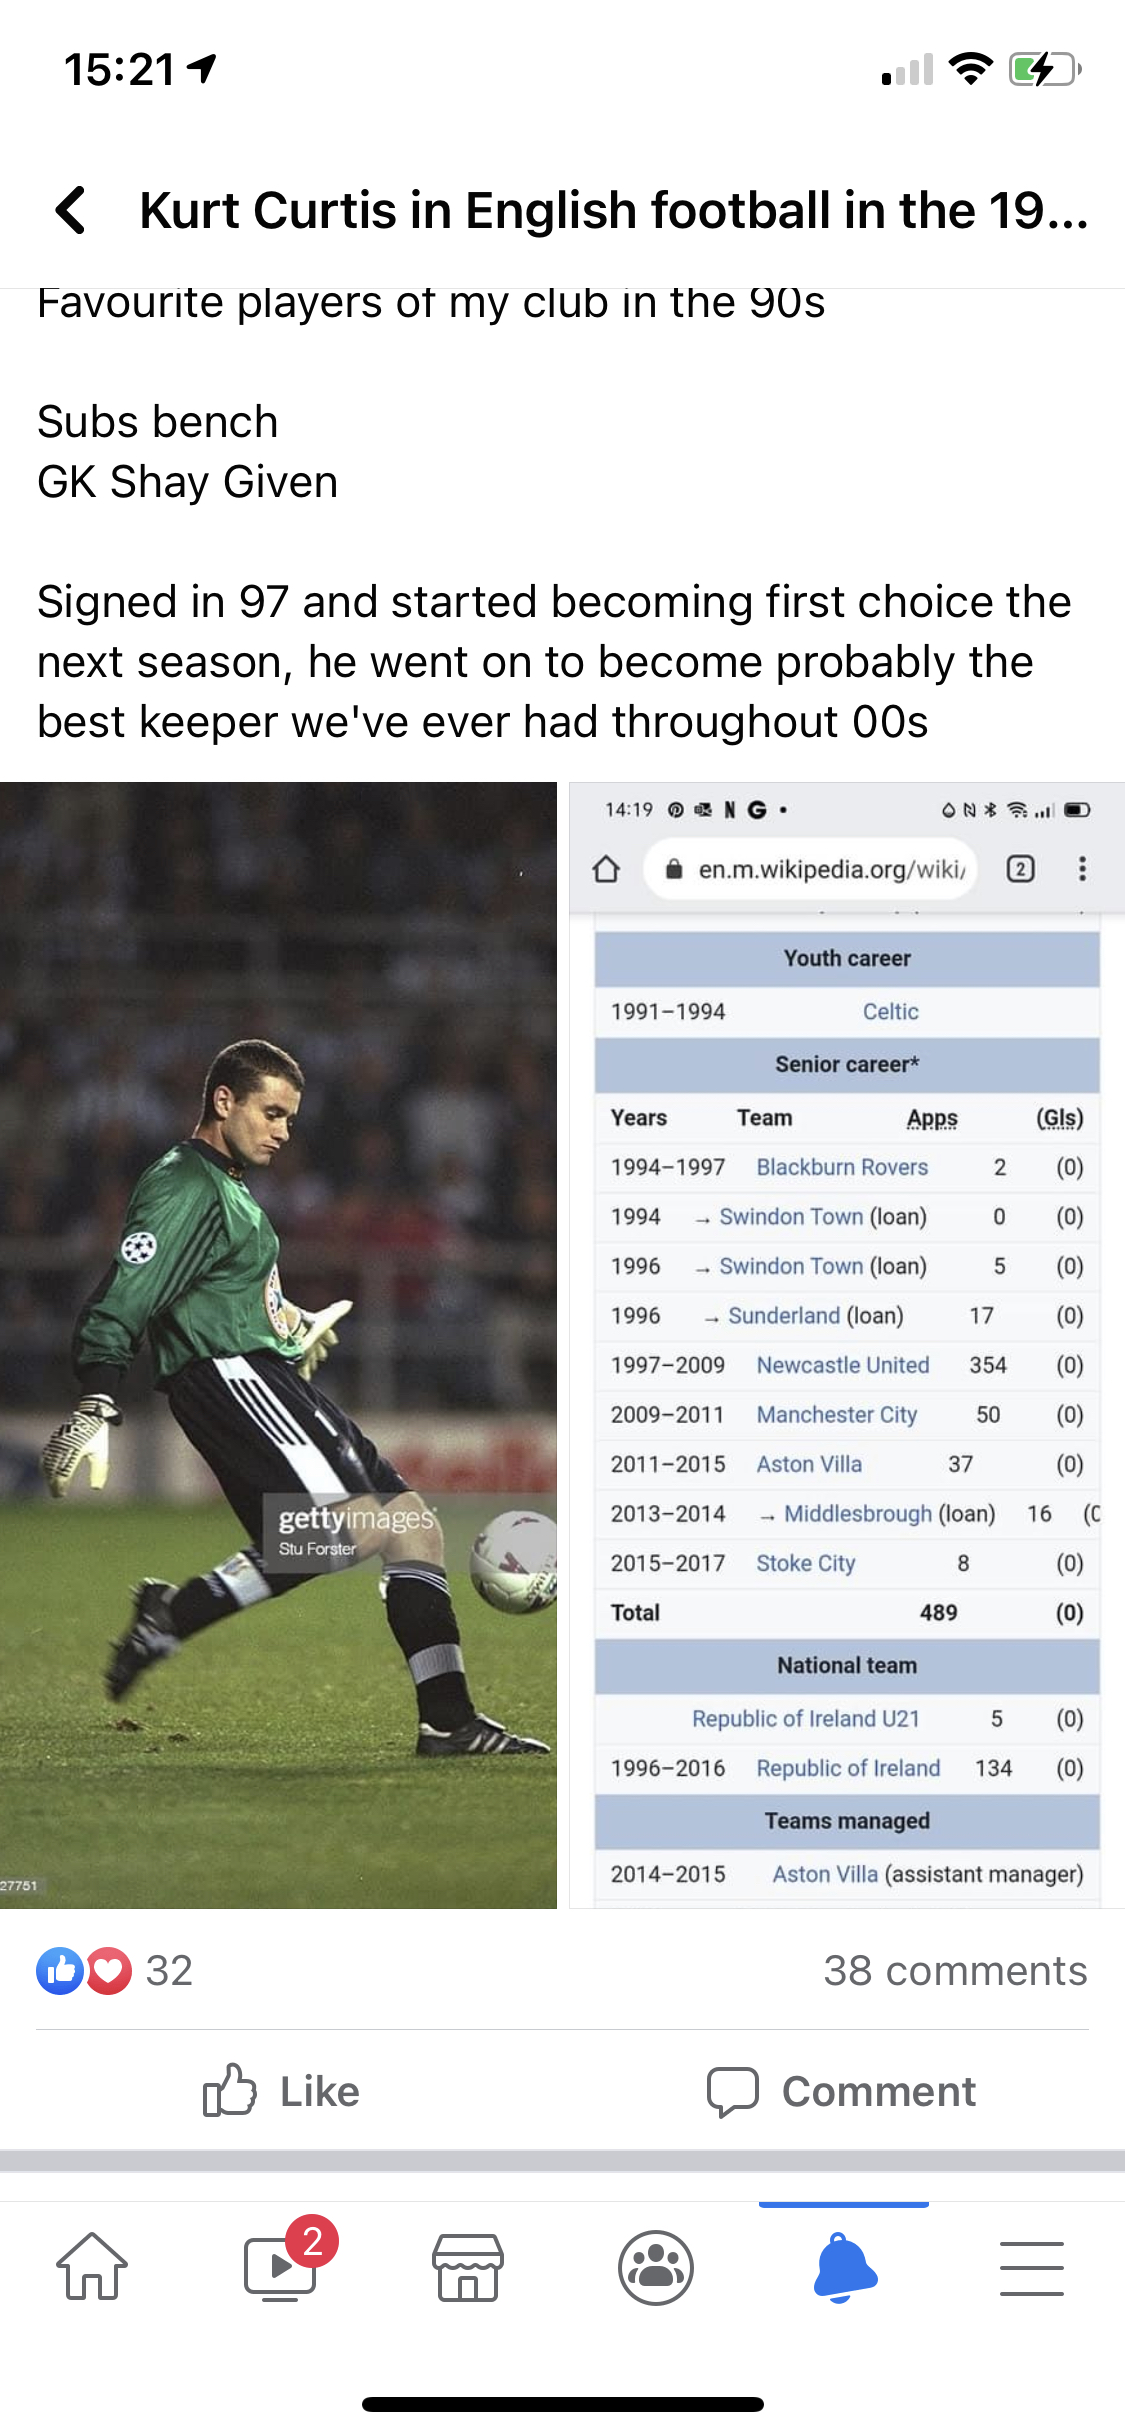 15:21
Kurt Curtis in English football in the 19...
Favourite players of my club in the 90s
Subs bench
GK Shay Given
Signed in 97 and started becoming first choice the
next season, he went on to become probably the
best keeper we've ever had throughout 00s
gettyimages
Stu Forster
27751
14:19 N G •
en.m.wikipedia.org/wiki/ 2
Youth career
1991–1994 Celtic
Senior career*
Years Team Apps (Gls)
1994–1997 Blackburn Rovers 2 (0)
1994 → Swindon Town (loan) 0 (0)
1996 → Swindon Town (loan) 5 (0)
1996 → Sunderland (loan) 17 (0)
1997–2009 Newcastle United 354 (0)
2009–2011 Manchester City 50 (0)
2011–2015 Aston Villa 37 (0)
2013–2014 → Middlesbrough (loan) 16 (0
2015–2017 Stoke City 8 (0)
Total 489 (0)
National team
Republic of Ireland U21 5 (0)
1996–2016 Republic of Ireland 134 (0)
Teams managed
2014–2015 Aston Villa (assistant manager)
32 38 comments
Like Comment
2